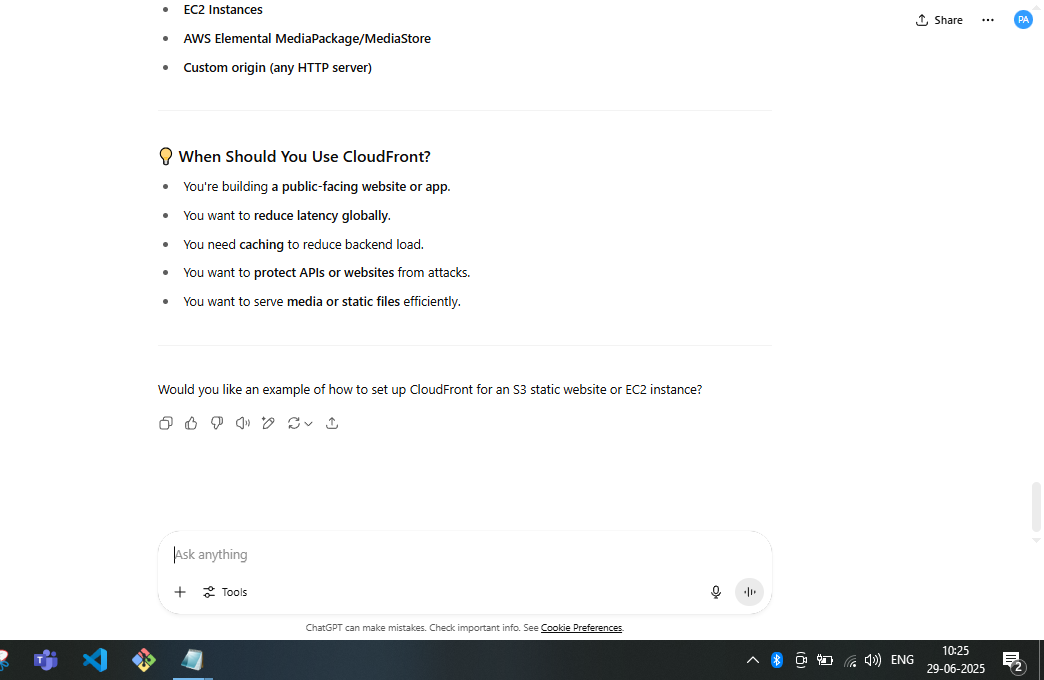 EC2 Instances
Share
PA
AWS Elemental MediaPackage/MediaStore
Custom origin (any HTTP server)
When Should You Use CloudFront?
You're building a public-facing website or app.
You want to reduce latency globally.
You need caching to reduce backend load.
You want to protect APIs or websites from attacks.
You want to serve media or static files efficiently.
Would you like an example of how to set up CloudFront for an S3 static website or EC2 instance?
Ask anything
Tools
ChatGPT can make mistakes. Check important info. See Cookie Preferences.
ENG
10:25
29-06-2025
2